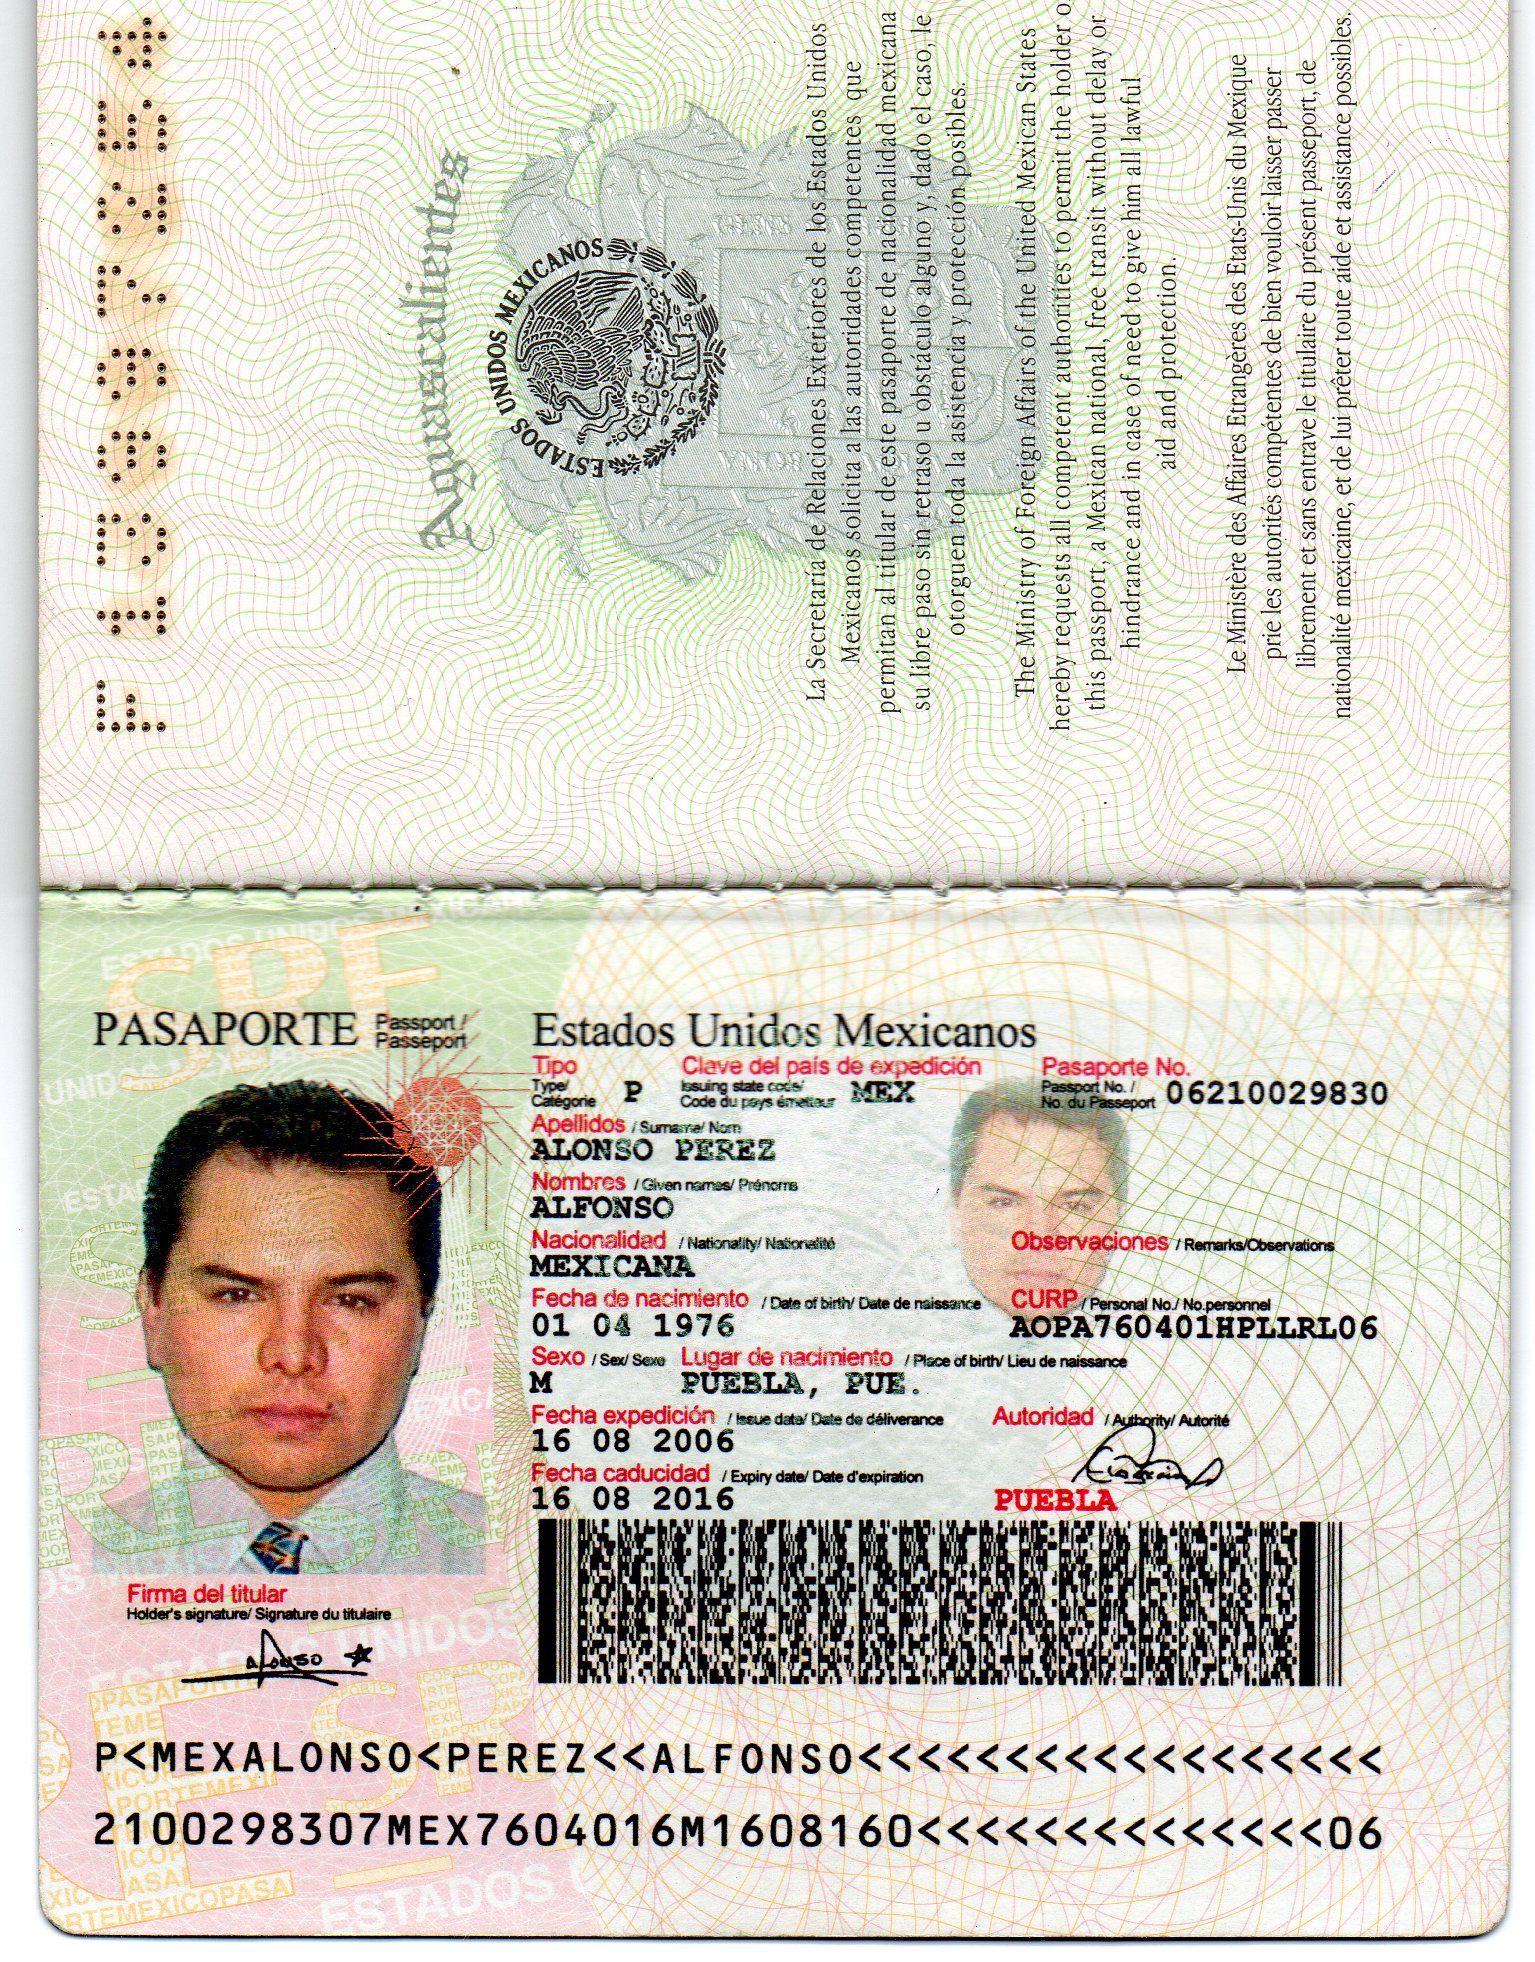 Aguascalientes
ESTADOS UNIDOS MEXICANOS
La Secretaría de Relaciones Exteriores de los Estados Unidos
Mexicanos solicita a las autoridades competentes que
permitan al titular de este pasaporte de nacionalidad mexicana
su libre paso sin retraso u obstáculo alguno y, dado el caso, le
otorguen toda la asistencia y protección posibles.
The Ministry of Foreign Affairs of the United Mexican States
hereby requests all competent authorities to permit the holder
this passport, a Mexican national, free transit without delay or
hindrance and in case of need to give him all lawful
aid and protection.
Le Ministère des Affaires Etrangères des Etats-Unis du Mexique
prie les autorités compétentes de bien vouloir laisser passer
librement et sans entrave le titulaire du présent passeport, de
nationalité mexicaine, et de lui prêter toute aide et assistance possibles.
PASAPORTE Passport / Passeport
Estados Unidos Mexicanos
Tipo Clave del país de expedición Pasaporte No.
Type/ Catégorie P Issuing state code/ Code du pays émetteur MEX Passport No. / No. du Passeport 06210029830
Apellidos / Surname/ Nom
ALONSO PEREZ
Nombres / Given names/ Prénoms
ALFONSO
Nacionalidad / Nationality/ Nationalité Observaciones / Remarks/Observations
MEXICANA
Fecha de nacimiento / Date of birth/ Date de naissance CURP / Personal No./ No.personnel
01 04 1976 AOPA760401HPLLRL06
Sexo / Sex/ Sexe Lugar de nacimiento / Place of birth/ Lieu de naissance
M PUEBLA, PUE.
Fecha expedición / Issue date/ Date de déliverance Autoridad / Authority/ Autorité
16 08 2006
Fecha caducidad / Expiry date/ Date d'expiration
16 08 2016 PUEBLA
Firma del titular
Holder's signature/ Signature du titulaire
Alfonso
P<MEXALONSO<PEREZ<<ALFONSO<<<<<<<<<<<<<<<<<<
2100298307MEX7604016M1608160<<<<<<<<<<<<<<06